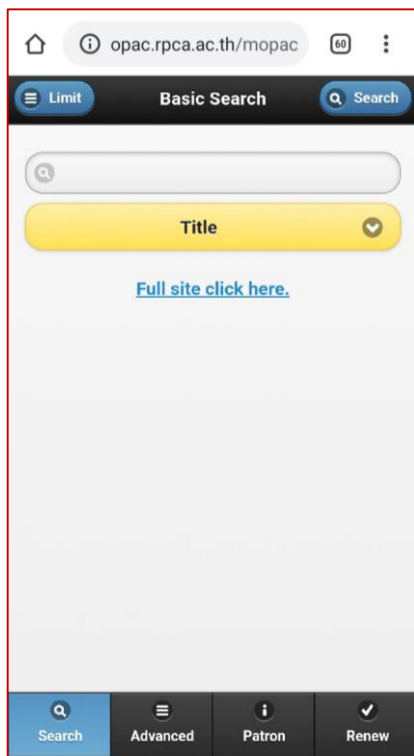 opac.rpca.ac.th/mopac 60
Limit Basic Search Search
Title
Full site click here.
Search Advanced Patron Renew